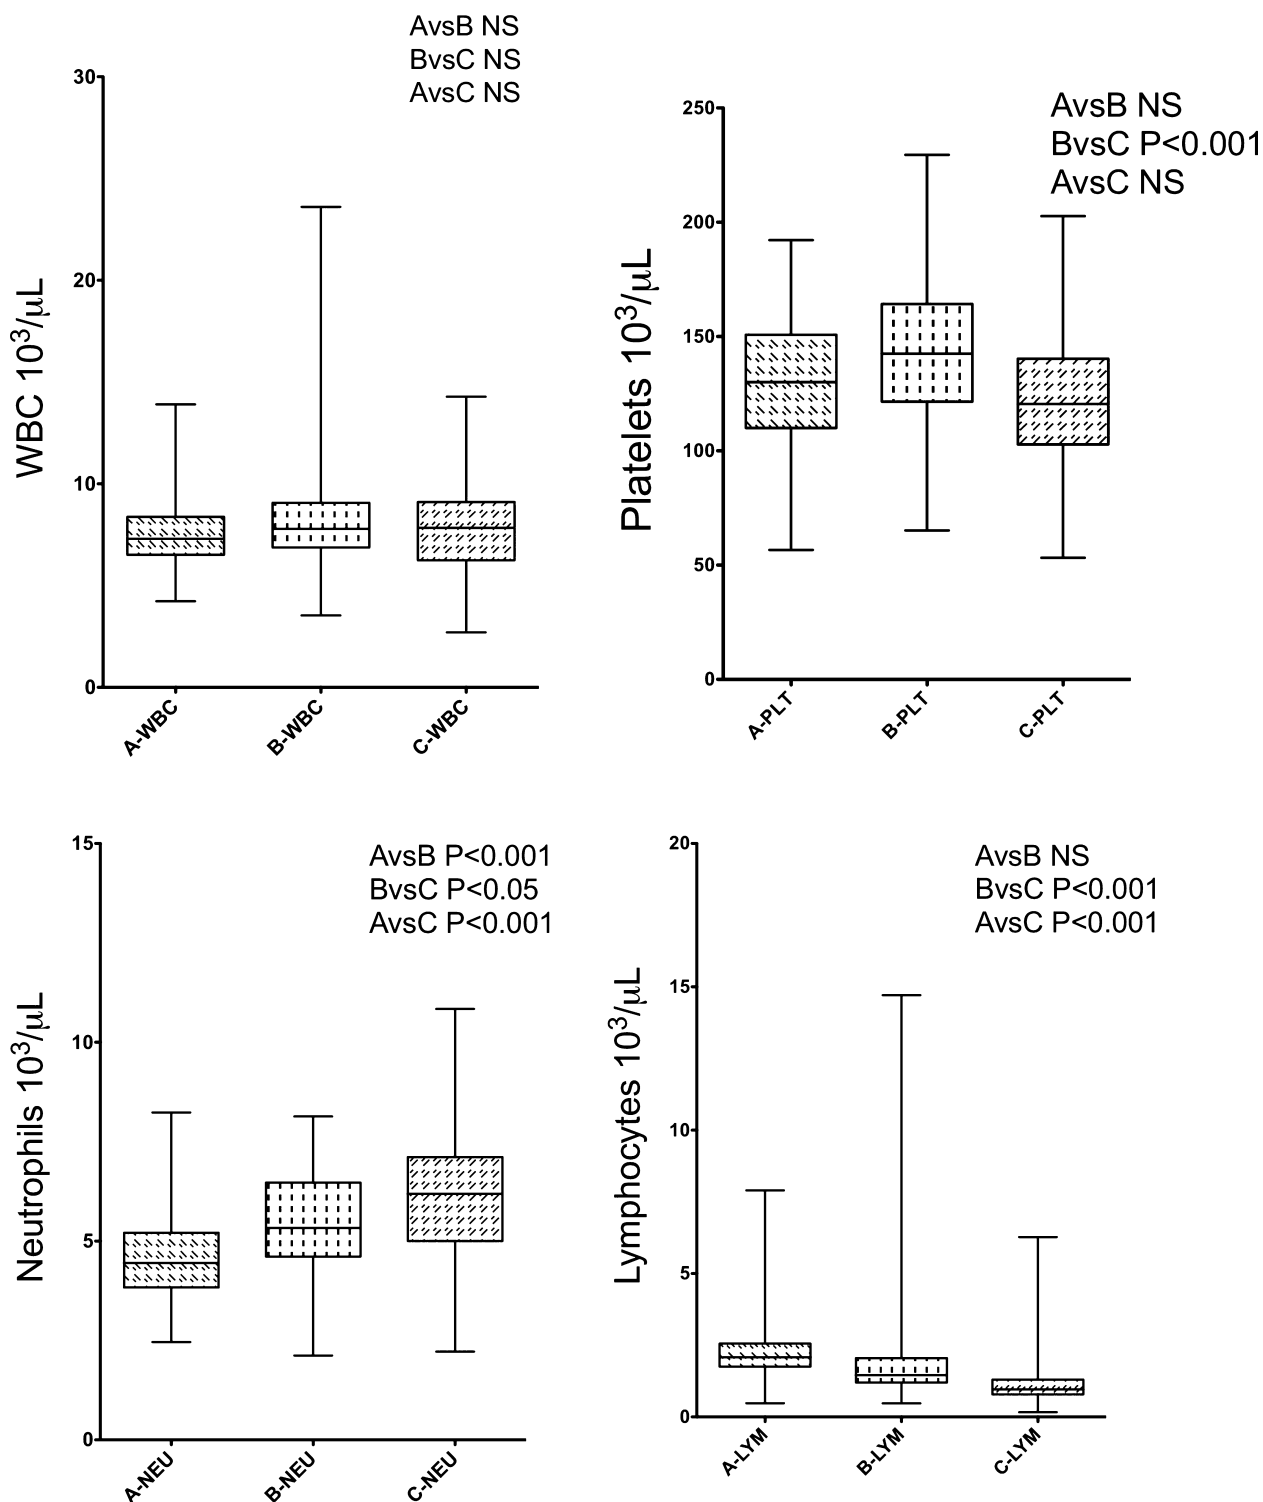 AvsB NS
BvsC NS
AvsC NS
30
20
10
0
WBC 10³/µL
A-WBC
B-WBC
C-WBC
AvsB NS
BvsC P<0.001
AvsC NS
250
200
150
100
50
0
Platelets 10³/µL
A-PLT
B-PLT
C-PLT
AvsB P<0.001
BvsC P<0.05
AvsC P<0.001
15
10
5
0
Neutrophils 10³/µL
A-NEU
B-NEU
C-NEU
AvsB NS
BvsC P<0.001
AvsC P<0.001
20
15
10
5
0
Lymphocytes 10³/µL
A-LYM
B-LYM
C-LYM